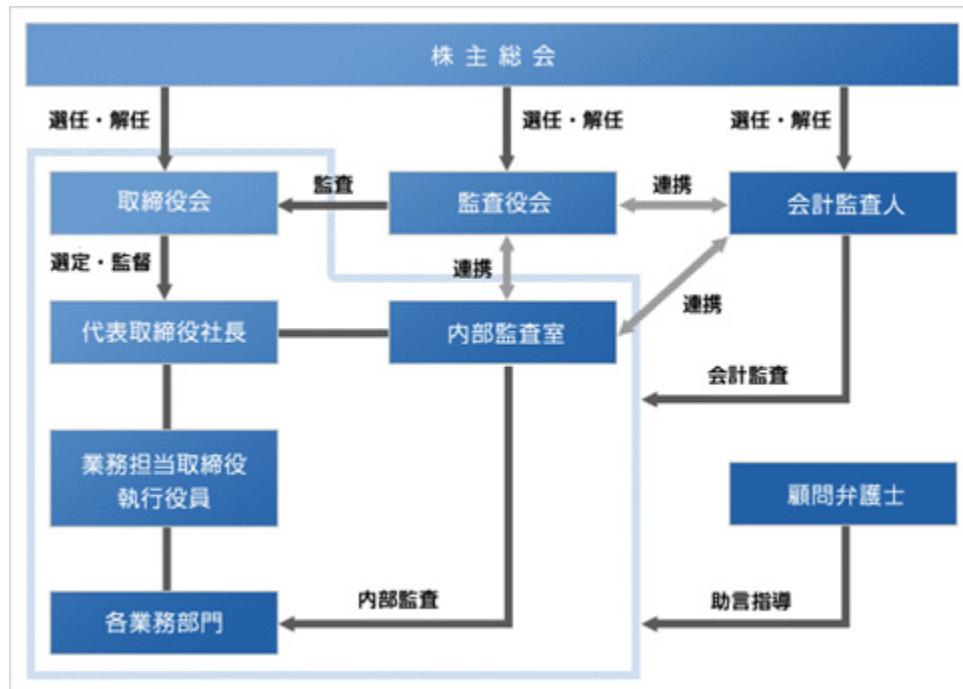 株主総会
選任・解任
選任・解任
選任・解任
取締役会
監査
監査役会
連携
会計監査人
選定・監督
連携
連携
代表取締役社長
内部監査室
会計監査
業務担当取締役
執行役員
顧問弁護士
各業務部門
内部監査
助言指導